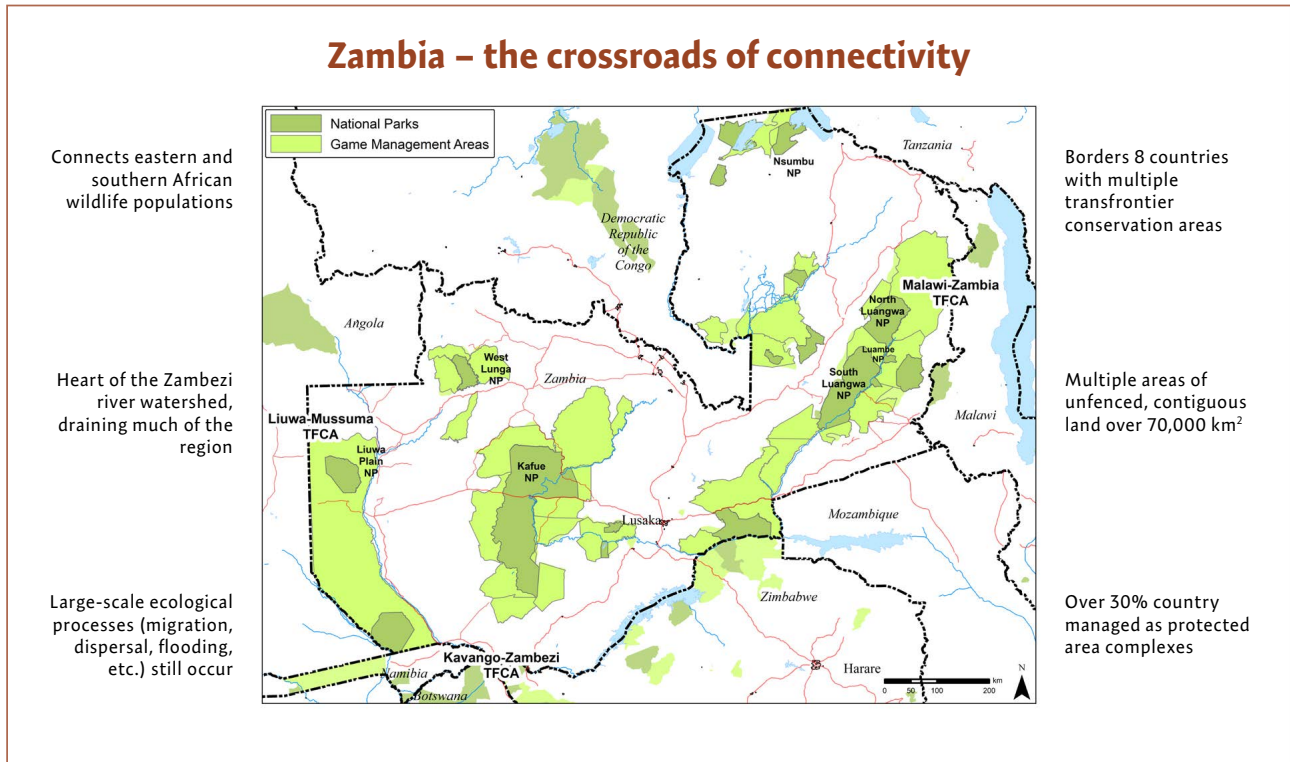 Zambia – the crossroads of connectivity
Connects eastern and
southern African
wildlife populations
Heart of the Zambezi
river watershed,
draining much of the
region
Large-scale ecological
processes (migration,
dispersal, flooding,
etc.) still occur
National Parks
Game Management Areas
Nsumbu
NP
Tanzania
Democratic
Republic
of the
Congo
Malawi-Zambia
TFCA
North
Luangwa
NP
Angola
Luambe
NP
West
Lunga
NP
Zambia
South
Luangwa
NP
Malawi
Liuwa-Mussuma
TFCA
Liuwa
Plain
NP
Kafue
NP
Lusaka
Mozambique
Zimbabwe
Kavango-Zambezi
TFCA
Namibia
Botswana
Harare
N
km
0 50 100 200
Borders 8 countries
with multiple
transfrontier
conservation areas
Multiple areas of
unfenced, contiguous
land over 70,000 km²
Over 30% country
managed as protected
area complexes